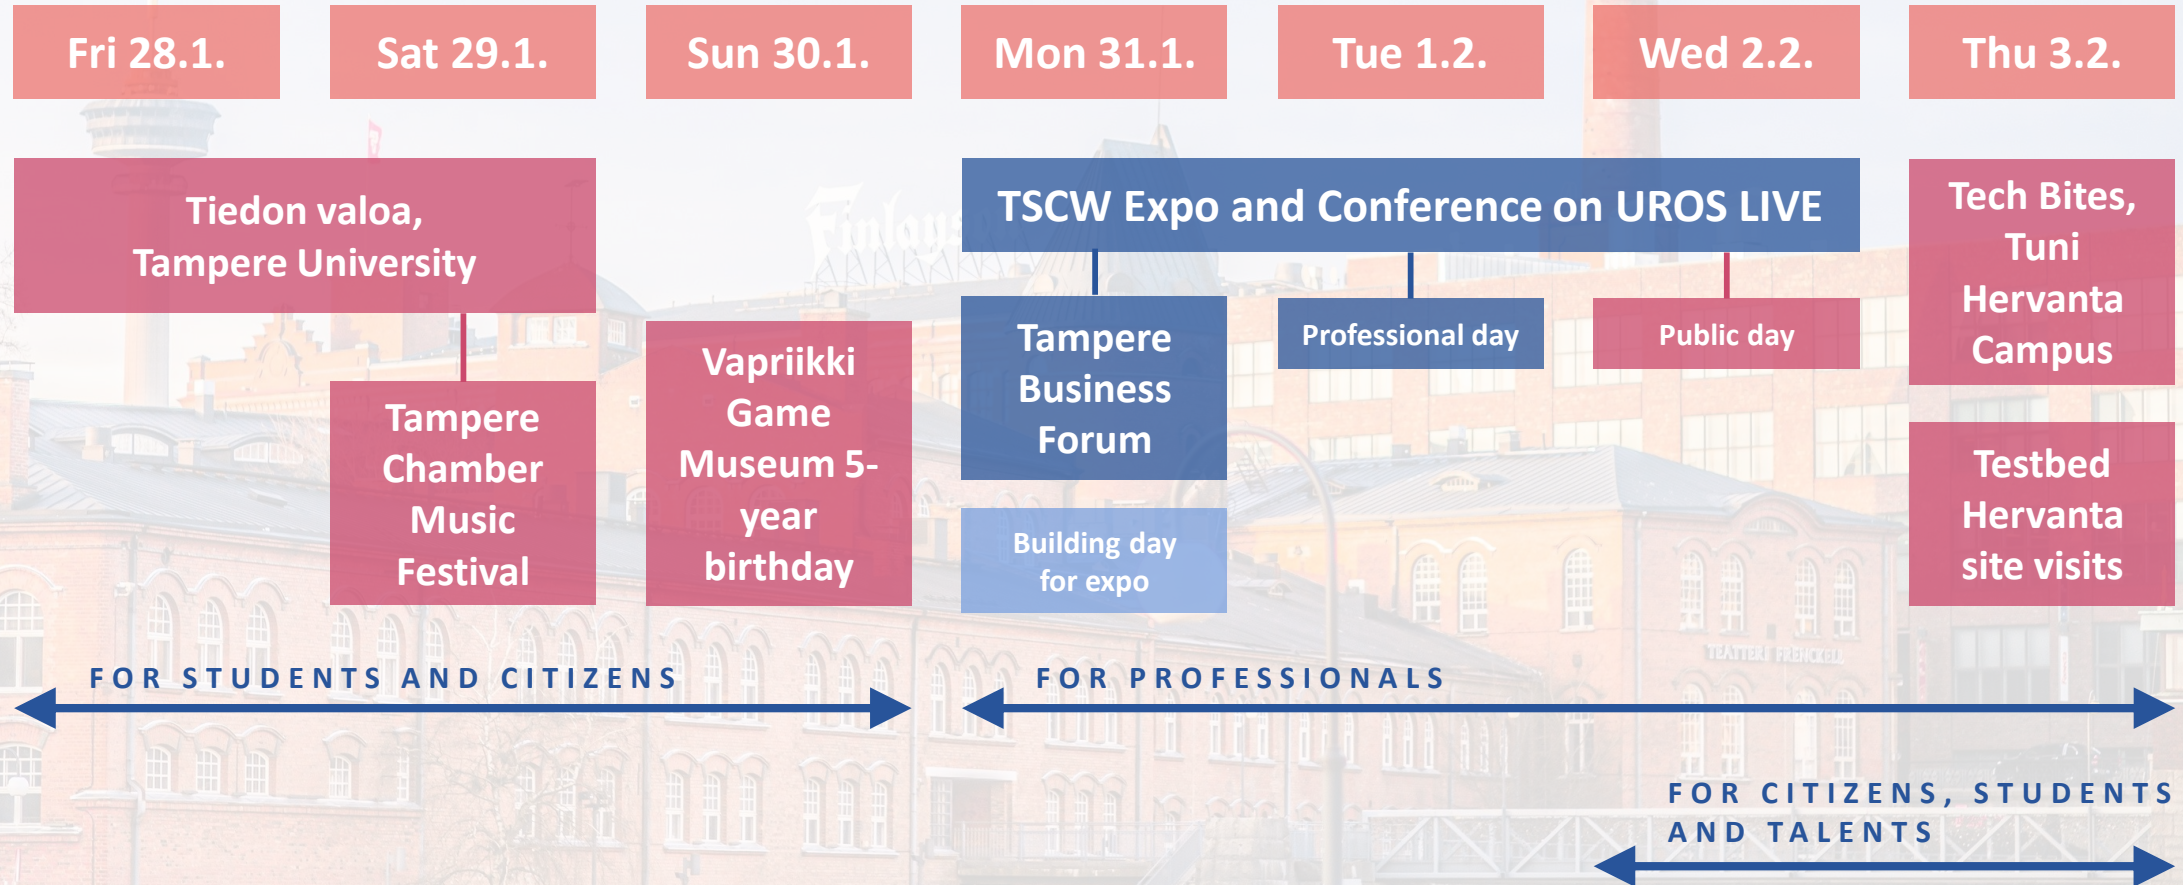 Fri 28.1.
Sat 29.1.
Sun 30.1.
Mon 31.1.
Tue 1.2.
Wed 2.2.
Thu 3.2.
Tiedon valoa,
Tampere University
Tampere
Chamber
Music
Festival
Vapriikki
Game
Museum 5-
year
birthday
TSCW Expo and Conference on UROS LIVE
Tampere
Business
Forum
Building day
for expo
Professional day
Public day
Tech Bites,
Tuni
Hervanta
Campus
Testbed
Hervanta
site visits
Finlayson
TEATTERI FRENCKELL
FOR STUDENTS AND CITIZENS
FOR PROFESSIONALS
FOR CITIZENS, STUDENTS
AND TALENTS